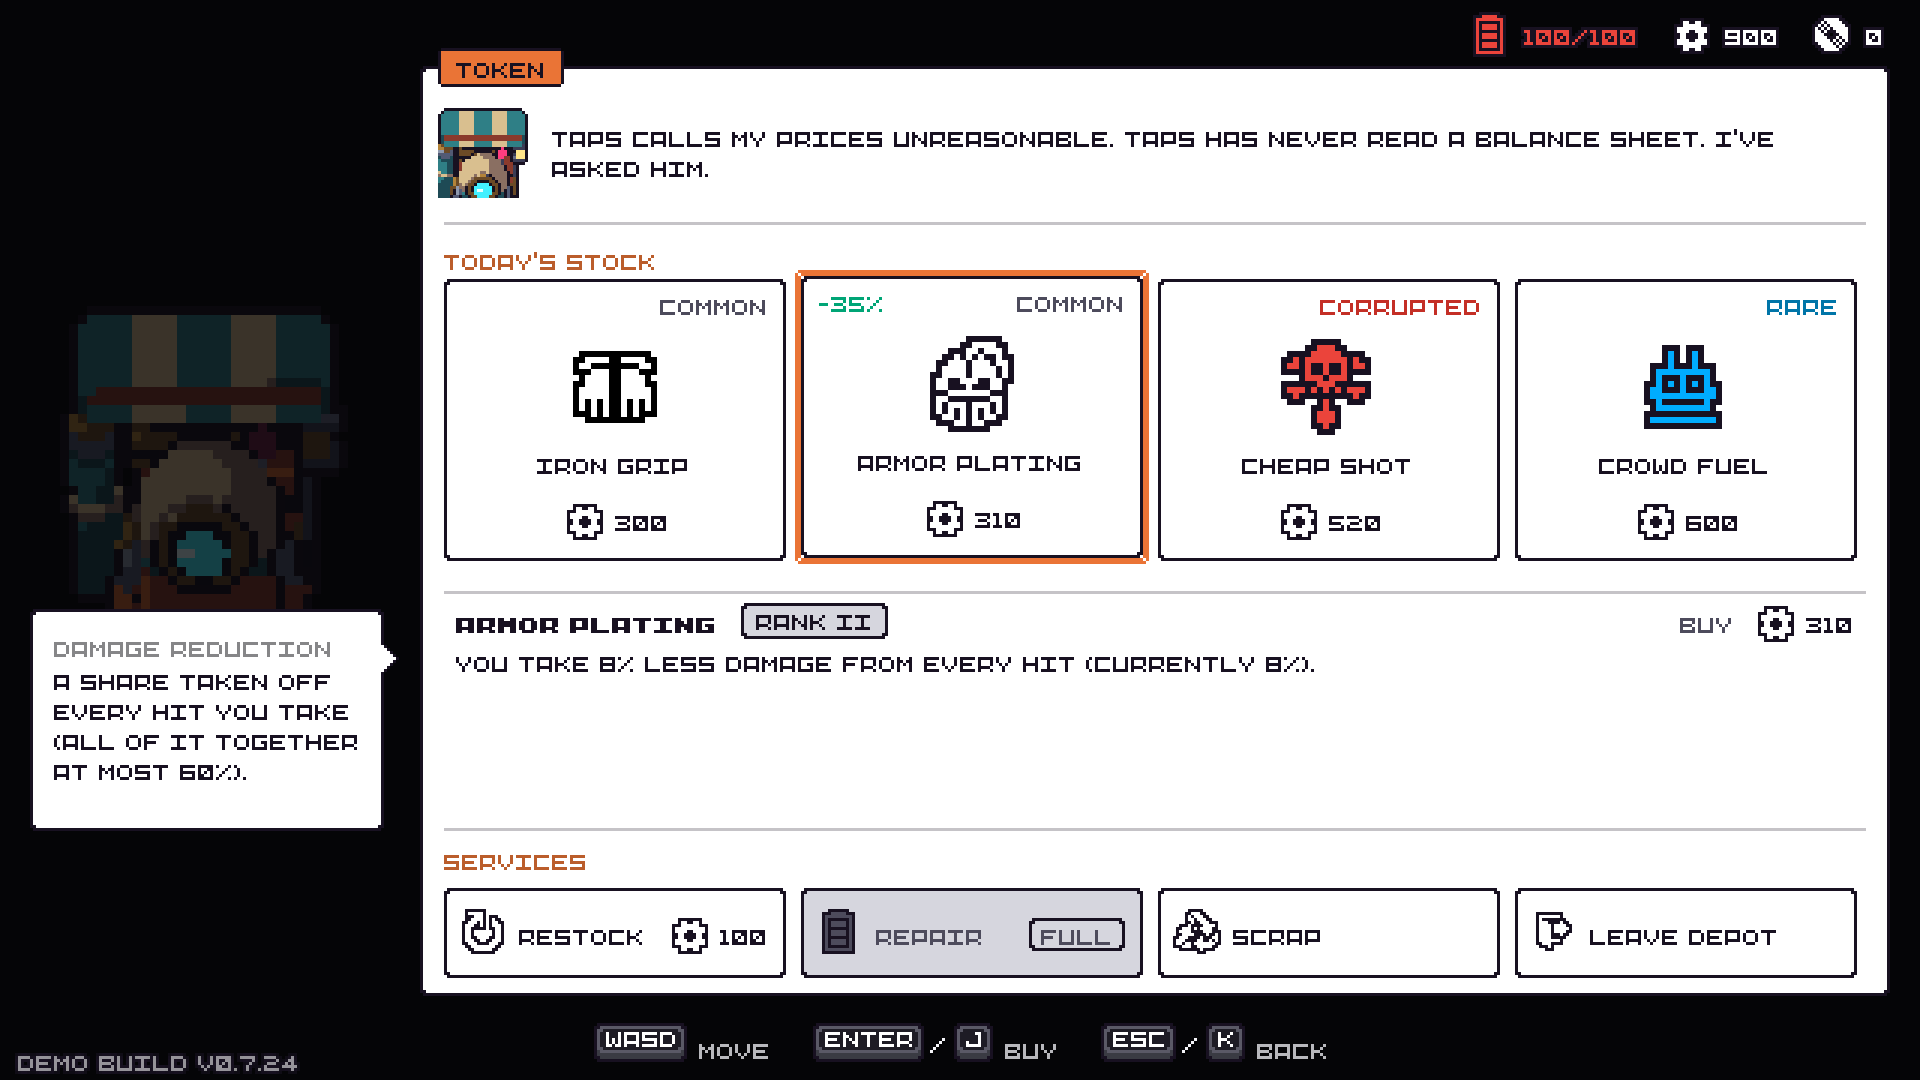 100/100 900 0
TOKEN
TAPS CALLS MY PRICES UNREASONABLE. TAPS HAS NEVER READ A BALANCE SHEET. I'VE
ASKED HIM.
TODAY'S STOCK
COMMON
IRON GRIP
300
-35% COMMON
ARMOR PLATING
310
CORRUPTED
CHEAP SHOT
520
RARE
CROWD FUEL
600
ARMOR PLATING RANK II BUY 310
YOU TAKE 8% LESS DAMAGE FROM EVERY HIT (CURRENTLY 8%).
DAMAGE REDUCTION
A SHARE TAKEN OFF
EVERY HIT YOU TAKE
(ALL OF IT TOGETHER
AT MOST 60%).
SERVICES
RESTOCK 100
REPAIR FULL
SCRAP
LEAVE DEPOT
WASD MOVE ENTER / J BUY ESC / K BACK
DEMO BUILD V0.7.24